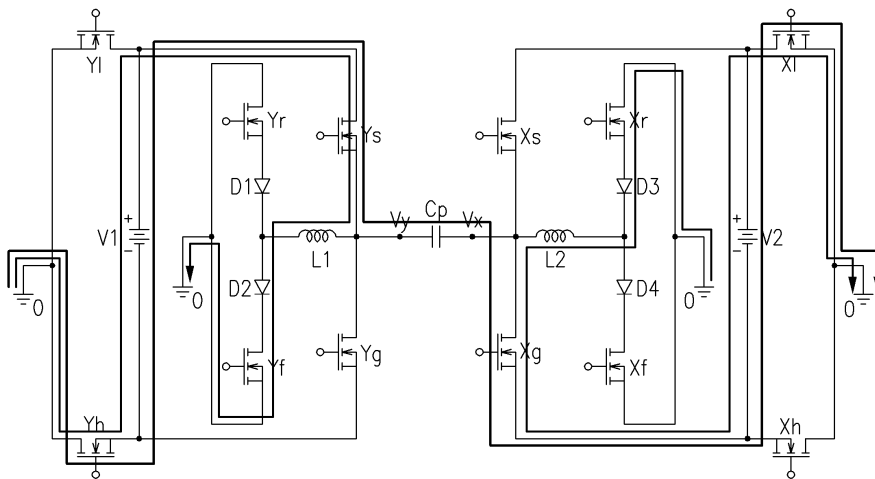 Yl
Xl
Yr
Ys
Xs
Xr
D1
D3
+
V1
-
Vy
Cp
Vx
+
V2
-
L1
L2
0
0
D2
D4
0
0
Yf
Yg
Xg
Xf
Yh
Xh